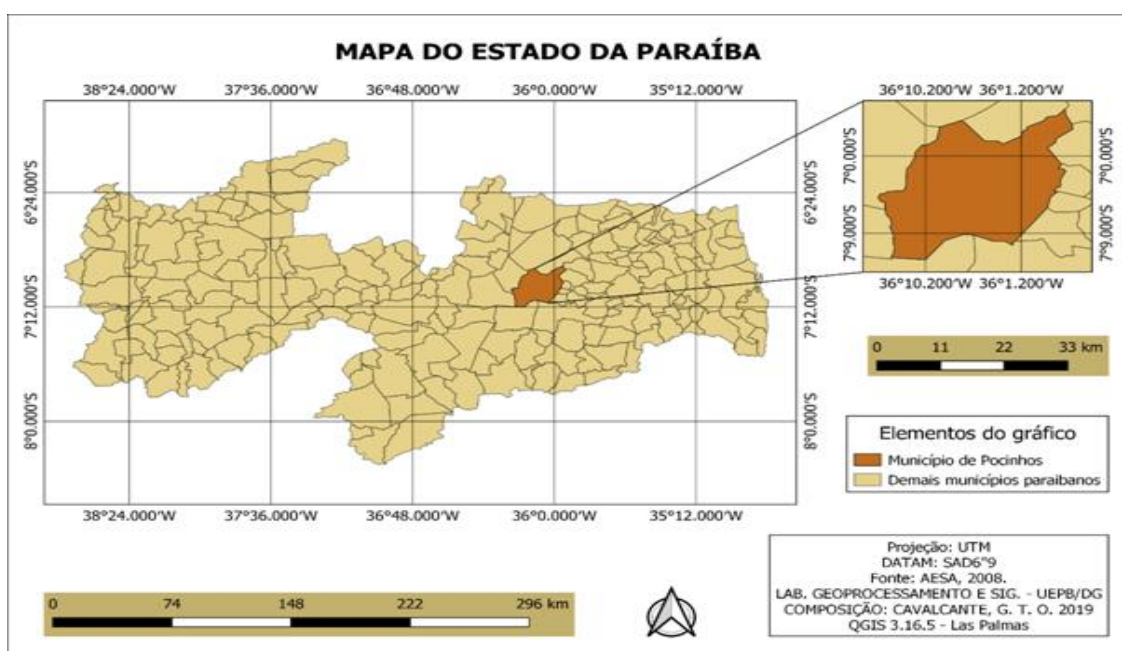 MAPA DO ESTADO DA PARAÍBA
38°24.000'W 37°36.000'W 36°48.000'W 36°0.000'W 35°12.000'W
6°24.000'S
7°12.000'S
8°0.000'S
6°24.000'S
7°12.000'S
8°0.000'S
38°24.000'W 37°36.000'W 36°48.000'W 36°0.000'W 35°12.000'W
36°10.200'W 36°1.200'W
7°0.000'S
7°9.000'S
7°0.000'S
7°9.000'S
36°10.200'W 36°1.200'W
0 11 22 33 km
Elementos do gráfico
Município de Pocinhos
Demais municípios paraibanos
Projeção: UTM
DATAM: SAD6"9
Fonte: AESA, 2008.
LAB. GEOPROCESSAMENTO E SIG. - UEPB/DG
COMPOSIÇÃO: CAVALCANTE, G. T. O. 2019
QGIS 3.16.5 - Las Palmas
0 74 148 222 296 km